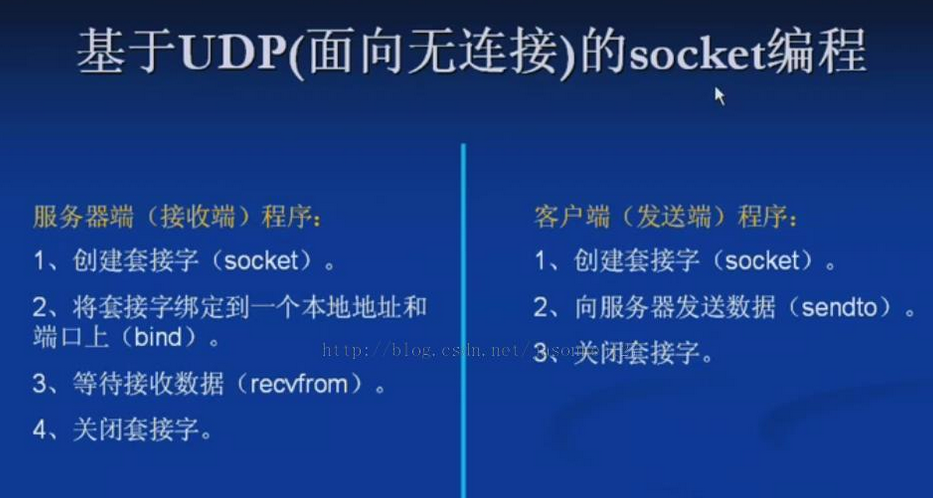 基于UDP(面向无连接)的socket编程
服务器端（接收端）程序：
1、创建套接字（socket）。
2、将套接字绑定到一个本地地址和
端口上（bind）。
3、等待接收数据（recvfrom）。
4、关闭套接字。
客户端（发送端）程序：
1、创建套接字（socket）。
2、向服务器发送数据（sendto）。
3、关闭套接字。
http://blog.csdn.net/